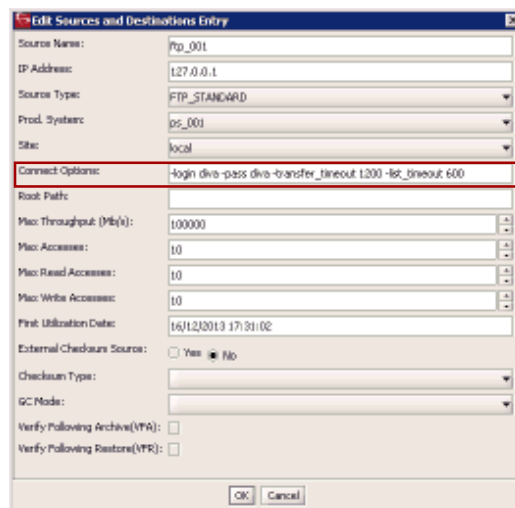 Edit Sources and Destinations Entry
Source Name: ftp_001
IP Address: 127.0.0.1
Source Type: FTP_STANDARD
Prod. System: ps_001
Site: local
Connect Options: -login diva -pass diva -transfer_timeout 1200 -list_timeout 600
Root Path:
Max Throughput (Mb/s): 100000
Max Accesses: 10
Max Read Accesses: 10
Max Write Accesses: 10
First Utilization Date: 16/12/2013 17:31:02
External Checksum Source: Yes No
Checksum Type:
GC Mode:
Verify Following Archive(VFA):
Verify Following Restore(VFR):
OK Cancel